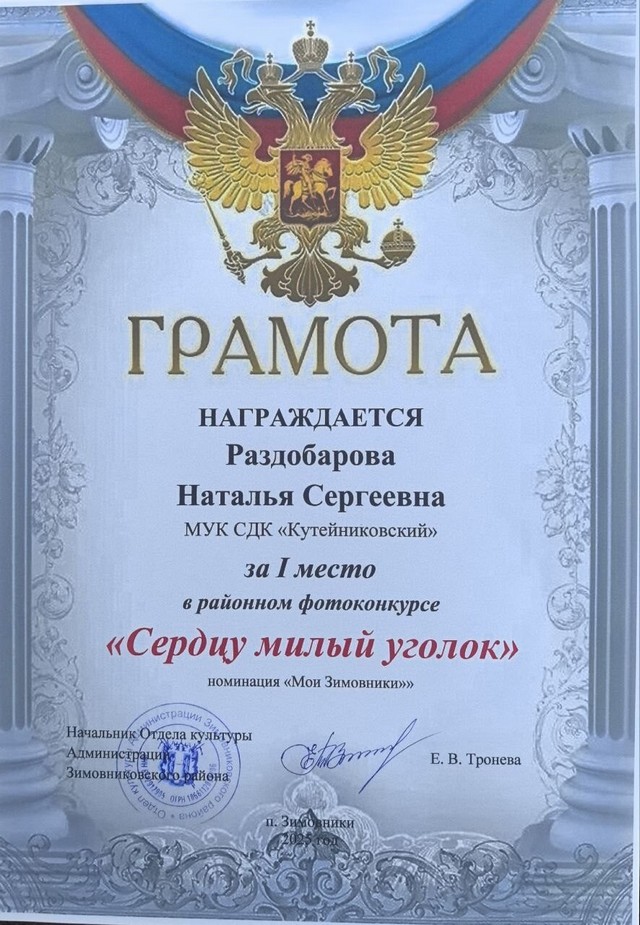 ГРАМОТА
НАГРАЖДАЕТСЯ
Раздобарова
Наталья Сергеевна
МУК СДК «Кутейниковский»
за I место
в районном фотоконкурсе
«Сердцу милый уголок»
номинация «Мои Зимовники»»
Начальник Отдела культуры
Администрации
Зимовниковского района
Е. В. Тронева
п. Зимовники
2025 год